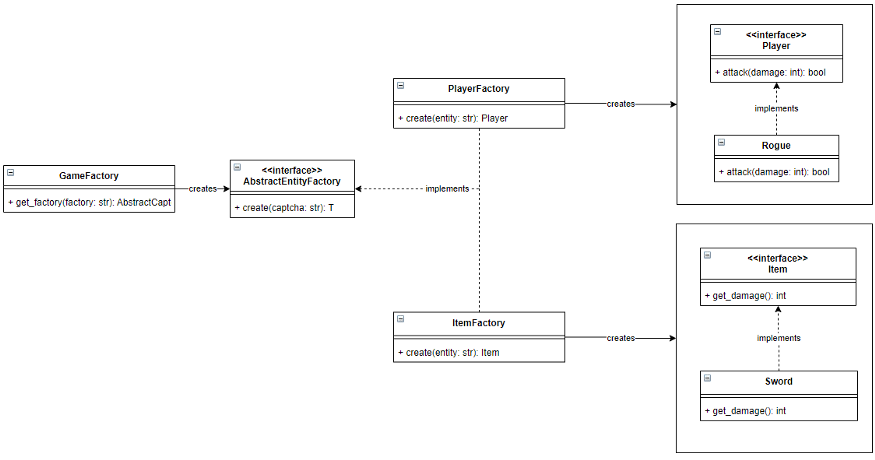 <<interface>>
Player
+ attack(damage: int): bool
implements
Rogue
+ attack(damage: int): bool
PlayerFactory
+ create(entity: str): Player
creates
GameFactory
+ get_factory(factory: str): AbstractCapt
creates
<<interface>>
AbstractEntityFactory
+ create(captcha: str): T
implements
ItemFactory
+ create(entity: str): Item
creates
<<interface>>
Item
+ get_damage(): int
implements
Sword
+ get_damage(): int